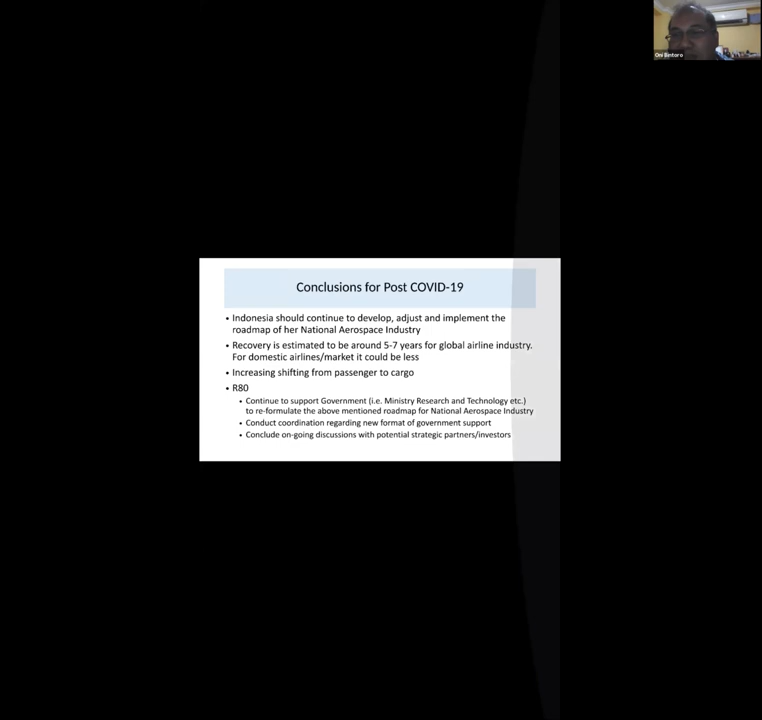 Oni Bintoro
Conclusions for Post COVID-19
• Indonesia should continue to develop, adjust and implement the
roadmap of her National Aerospace Industry
• Recovery is estimated to be around 5-7 years for global airline industry.
For domestic airlines/market it could be less
• Increasing shifting from passenger to cargo
• R80
• Continue to support Government (i.e. Ministry Research and Technology etc.)
to re-formulate the above mentioned roadmap for National Aerospace Industry
• Conduct coordination regarding new format of government support
• Conclude on-going discussions with potential strategic partners/investors